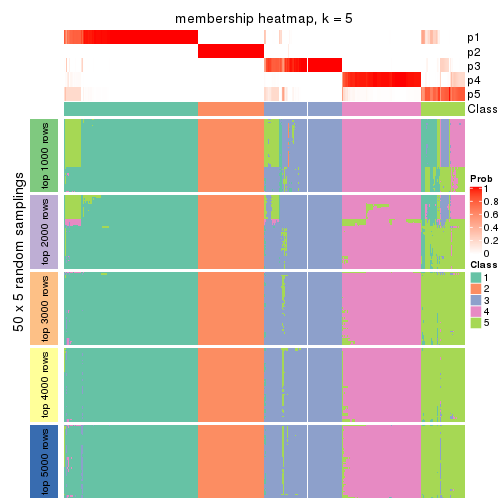 membership heatmap, k = 5
p1
p2
p3
p4
p5
Class
50 x 5 random samplings
top 1000 rows
top 2000 rows
top 3000 rows
top 4000 rows
top 5000 rows
Prob
1
0.8
0.6
0.4
0.2
0
Class
1
2
3
4
5